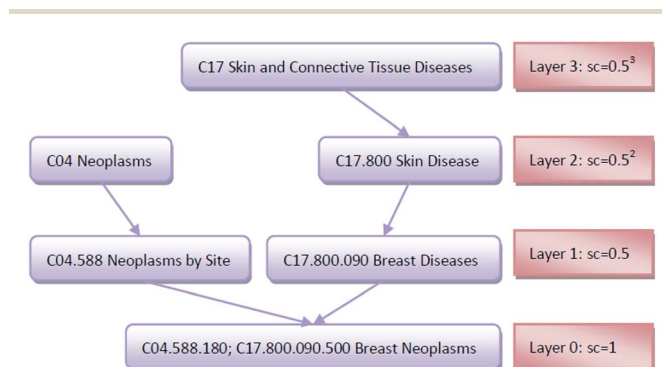 C17 Skin and Connective Tissue Diseases
Layer 3: sc=0.5³
C04 Neoplasms
C17.800 Skin Disease
Layer 2: sc=0.5²
C04.588 Neoplasms by Site
C17.800.090 Breast Diseases
Layer 1: sc=0.5
C04.588.180; C17.800.090.500 Breast Neoplasms
Layer 0: sc=1